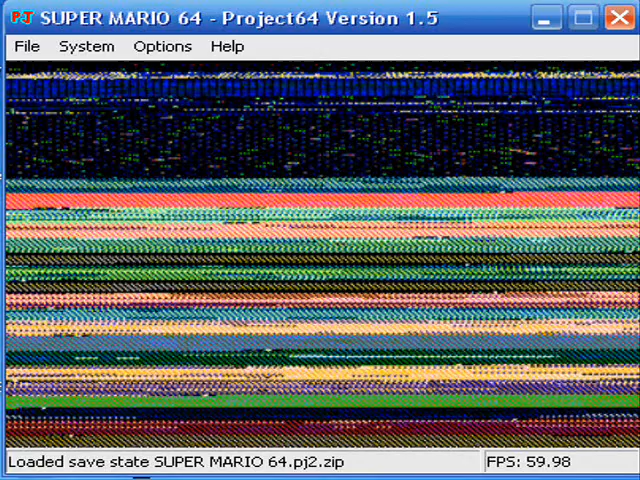 SUPER MARIO 64 - Project64 Version 1.5
File System Options Help
Loaded save state SUPER MARIO 64.pj2.zip FPS: 59.98